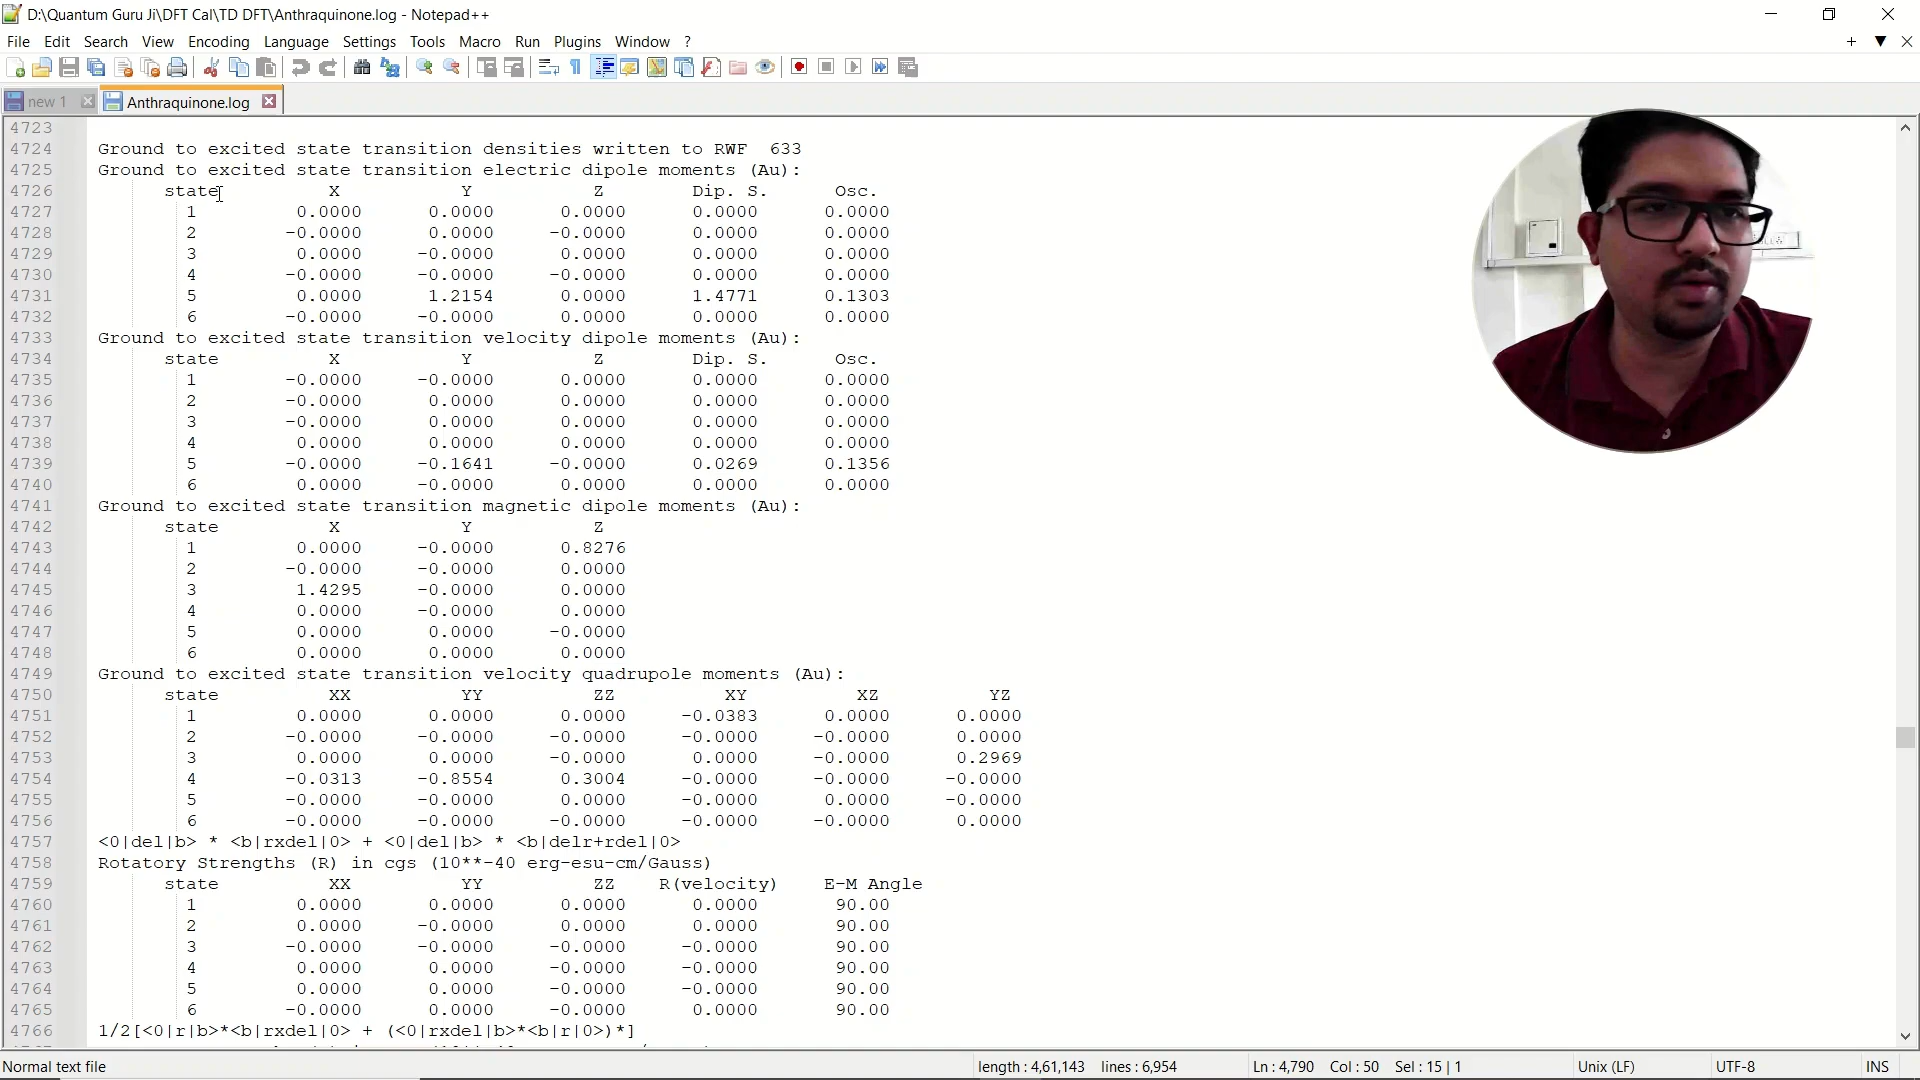 D:\Quantum Guru Ji\DFT Cal\TD DFT\Anthraquinone.log - Notepad++
File Edit Search View Encoding Language Settings Tools Macro Run Plugins Window ?
new 1 Anthraquinone.log
4723
4724 Ground to excited state transition densities written to RWF 633
4725 Ground to excited state transition electric dipole moments (Au):
4726 state X Y Z Dip. S. Osc.
4727 1 0.0000 0.0000 0.0000 0.0000 0.0000
4728 2 -0.0000 0.0000 -0.0000 0.0000 0.0000
4729 3 0.0000 -0.0000 0.0000 0.0000 0.0000
4730 4 -0.0000 -0.0000 -0.0000 0.0000 0.0000
4731 5 0.0000 1.2154 0.0000 1.4771 0.1303
4732 6 -0.0000 -0.0000 0.0000 0.0000 0.0000
4733 Ground to excited state transition velocity dipole moments (Au):
4734 state X Y Z Dip. S. Osc.
4735 1 -0.0000 -0.0000 0.0000 0.0000 0.0000
4736 2 -0.0000 0.0000 0.0000 0.0000 0.0000
4737 3 -0.0000 0.0000 0.0000 0.0000 0.0000
4738 4 0.0000 0.0000 0.0000 0.0000 0.0000
4739 5 -0.0000 -0.1641 -0.0000 0.0269 0.1356
4740 6 0.0000 -0.0000 0.0000 0.0000 0.0000
4741 Ground to excited state transition magnetic dipole moments (Au):
4742 state X Y Z
4743 1 0.0000 -0.0000 0.8276
4744 2 -0.0000 -0.0000 0.0000
4745 3 1.4295 -0.0000 0.0000
4746 4 0.0000 -0.0000 0.0000
4747 5 0.0000 0.0000 -0.0000
4748 6 0.0000 0.0000 0.0000
4749 Ground to excited state transition velocity quadrupole moments (Au):
4750 state XX YY ZZ XY XZ YZ
4751 1 0.0000 0.0000 0.0000 -0.0383 0.0000 0.0000
4752 2 -0.0000 -0.0000 -0.0000 -0.0000 -0.0000 0.0000
4753 3 0.0000 0.0000 -0.0000 0.0000 -0.0000 0.2969
4754 4 -0.0313 -0.8554 0.3004 -0.0000 -0.0000 -0.0000
4755 5 -0.0000 -0.0000 0.0000 -0.0000 0.0000 -0.0000
4756 6 -0.0000 -0.0000 -0.0000 -0.0000 -0.0000 0.0000
4757 <0|del|b> * <b|rxdel|0> + <0|del|b> * <b|delr+rdel|0>
4758 Rotatory Strengths (R) in cgs (10**-40 erg-esu-cm/Gauss)
4759 state XX YY ZZ R(velocity) E-M Angle
4760 1 0.0000 0.0000 0.0000 0.0000 90.00
4761 2 0.0000 -0.0000 0.0000 0.0000 90.00
4762 3 -0.0000 -0.0000 -0.0000 -0.0000 90.00
4763 4 0.0000 0.0000 -0.0000 -0.0000 90.00
4764 5 0.0000 0.0000 -0.0000 -0.0000 90.00
4765 6 -0.0000 0.0000 -0.0000 0.0000 90.00
4766 1/2[<0|r|b>*<b|rxdel|0> + (<0|rxdel|b>*<b|r|0>)*]
Normal text file length : 4,61,143 lines : 6,954 Ln : 4,790 Col : 50 Sel : 15 | 1 Unix (LF) UTF-8 INS